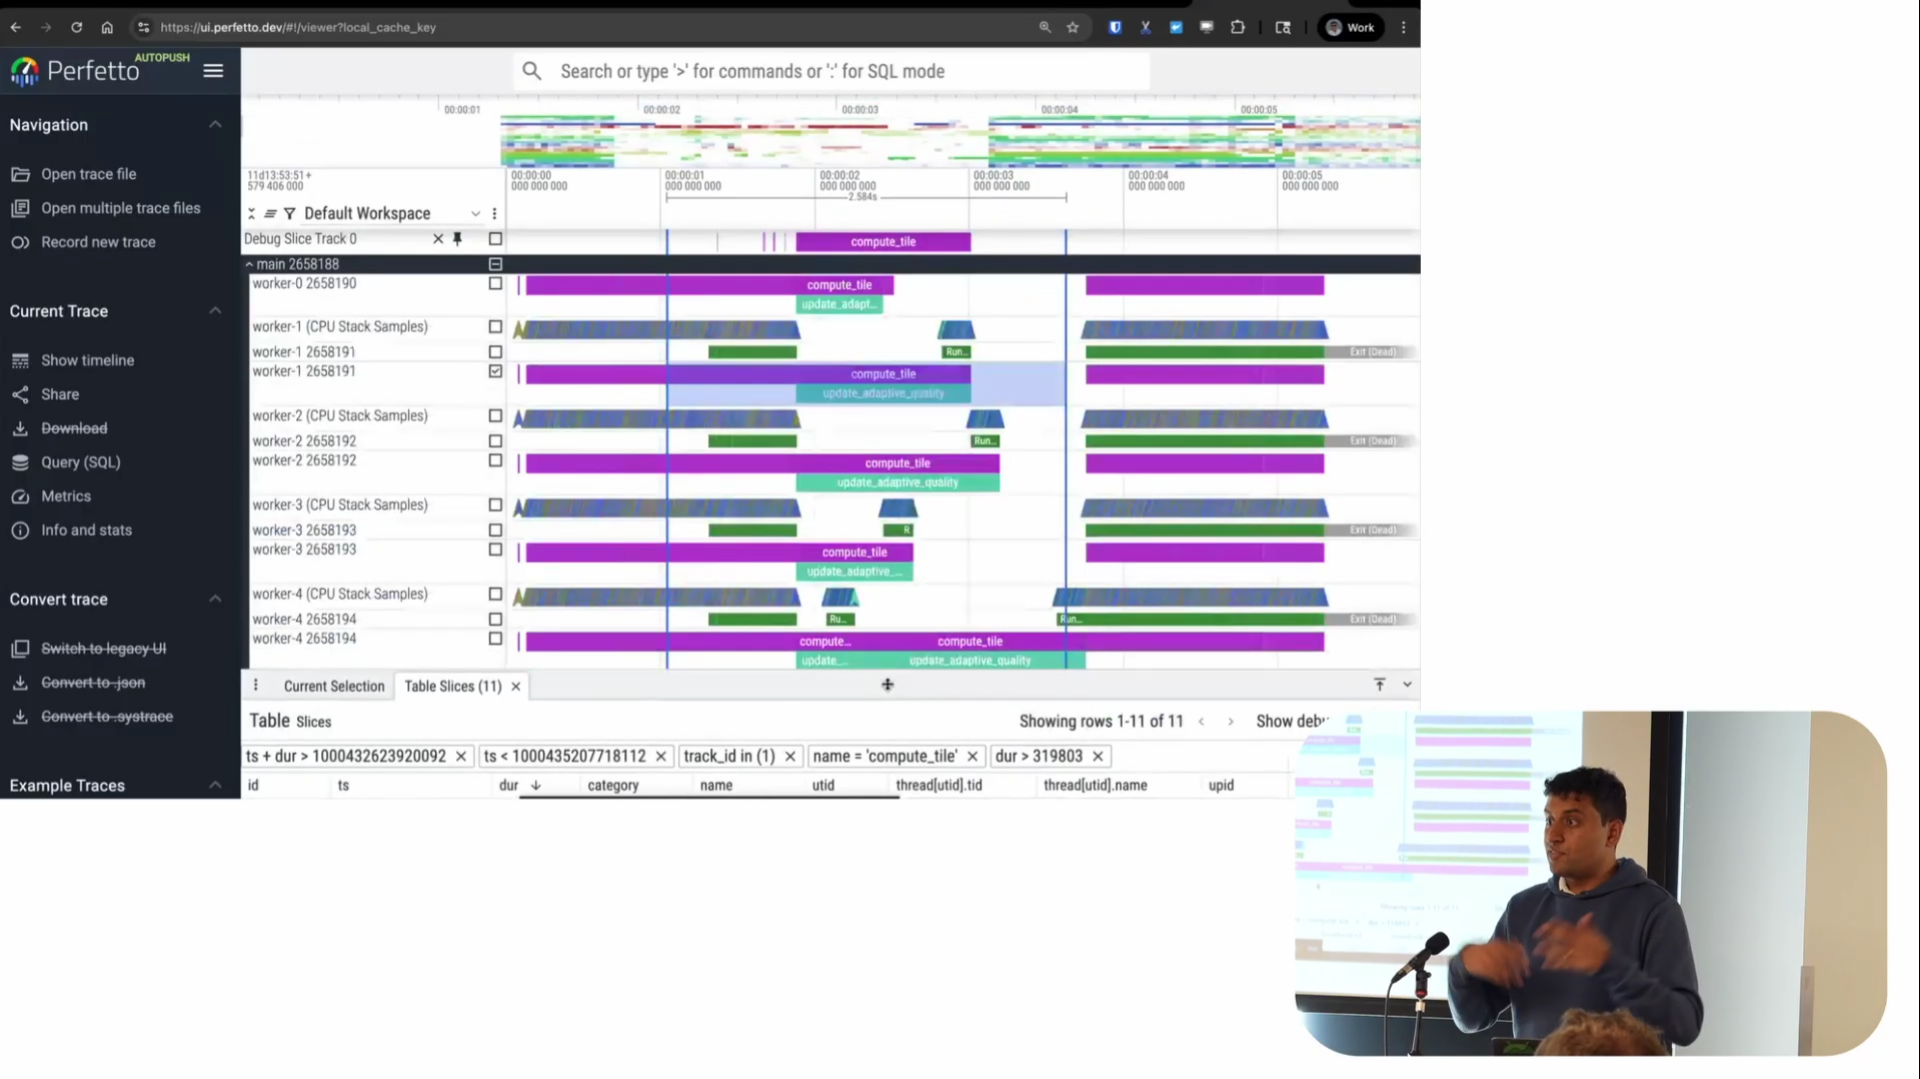 https://ui.perfetto.dev/#!/viewer?local_cache_key
Work
Perfetto
AUTOPUSH
Search or type '>' for commands or ':' for SQL mode
Navigation
Open trace file
Open multiple trace files
Record new trace
Current Trace
Show timeline
Share
Download
Query (SQL)
Metrics
Info and stats
Convert trace
Switch to legacy UI
Convert to .json
Convert to .systrace
Example Traces
00:00:01 00:00:02 00:00:03 00:00:04 00:00:05
11d13:53:51+
579 406 000
00:00:00 00:00:01 00:00:02 00:00:03 00:00:04 00:00:05
000 000 000 000 000 000 000 000 000 000 000 000 000 000 000 000 000 000
2.584s
Default Workspace
Debug Slice Track 0 compute_tile
main 2658188
worker-0 2658190 compute_tile
update_adapt...
worker-1 (CPU Stack Samples)
worker-1 2658191 Run... Exit (Dead)
worker-1 2658191 compute_tile
update_adaptive_quality
worker-2 (CPU Stack Samples)
worker-2 2658192 Run... Exit (Dead)
worker-2 2658192 compute_tile
update_adaptive_quality
worker-3 (CPU Stack Samples)
worker-3 2658193 R Exit (Dead)
worker-3 2658193 compute_tile
update_adaptive_...
worker-4 (CPU Stack Samples)
worker-4 2658194 Ru... Run... Exit (Dead)
worker-4 2658194 compute... compute_tile
update_... update_adaptive_quality
Current Selection Table Slices (11)
Table Slices Showing rows 1-11 of 11 Show debu
ts + dur > 1000432623920092 ts < 1000435207718112 track_id in (1) name = 'compute_tile' dur > 319803
id ts dur category name utid thread[utid].tid thread[utid].name upid